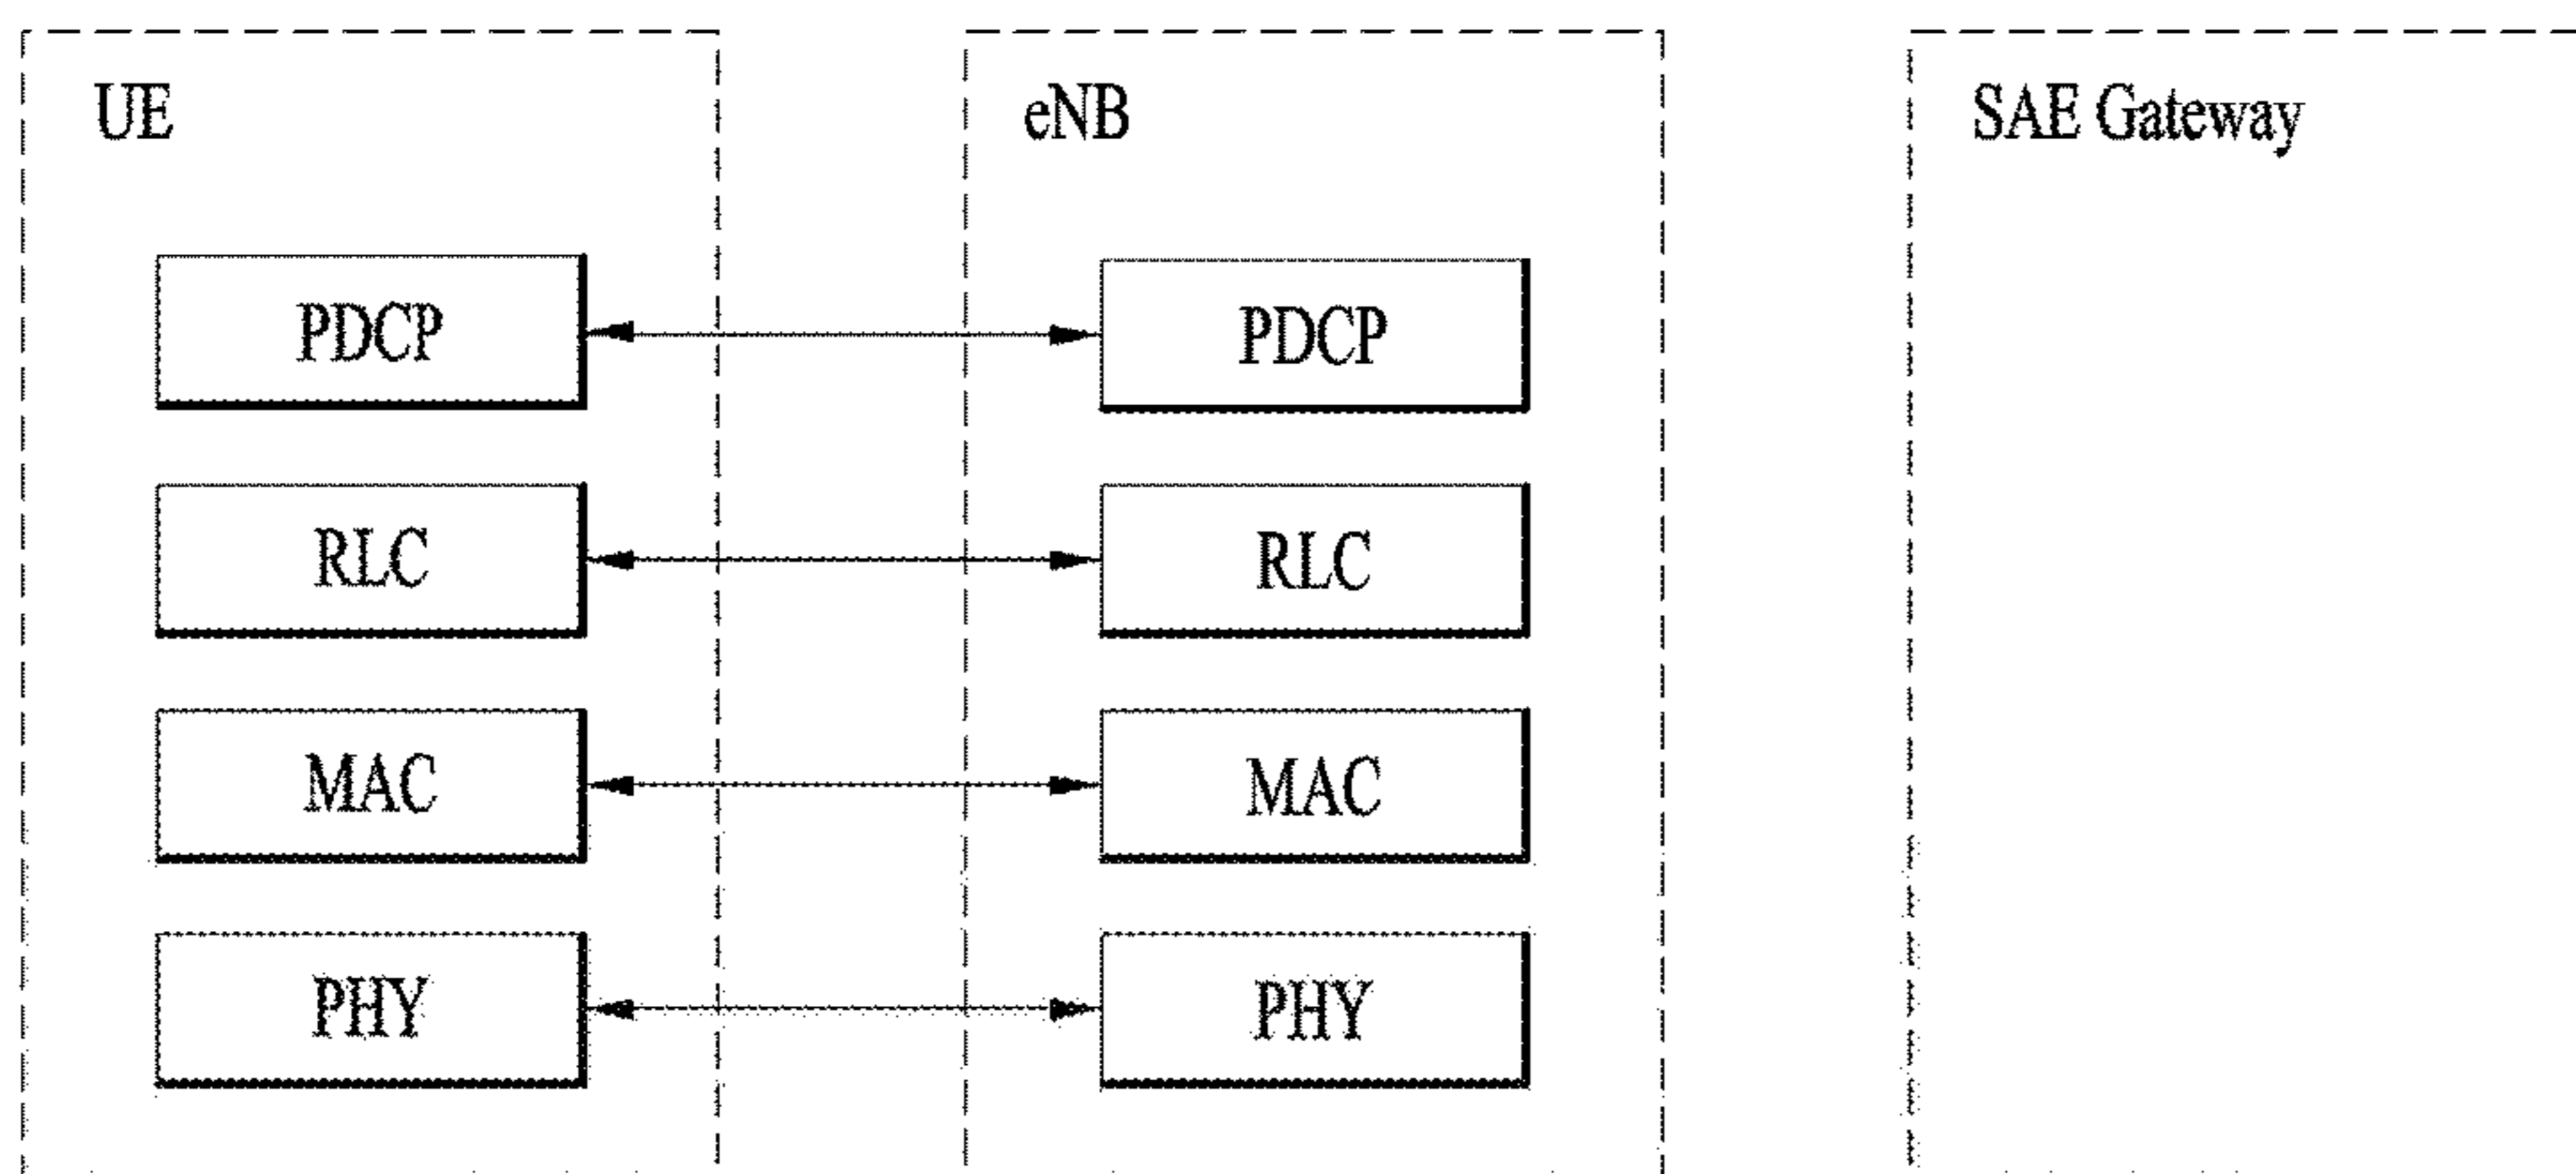 UE
eNB
SAE Gateway
PDCP
PDCP
RLC
RLC
MAC
MAC
PHY
PHY